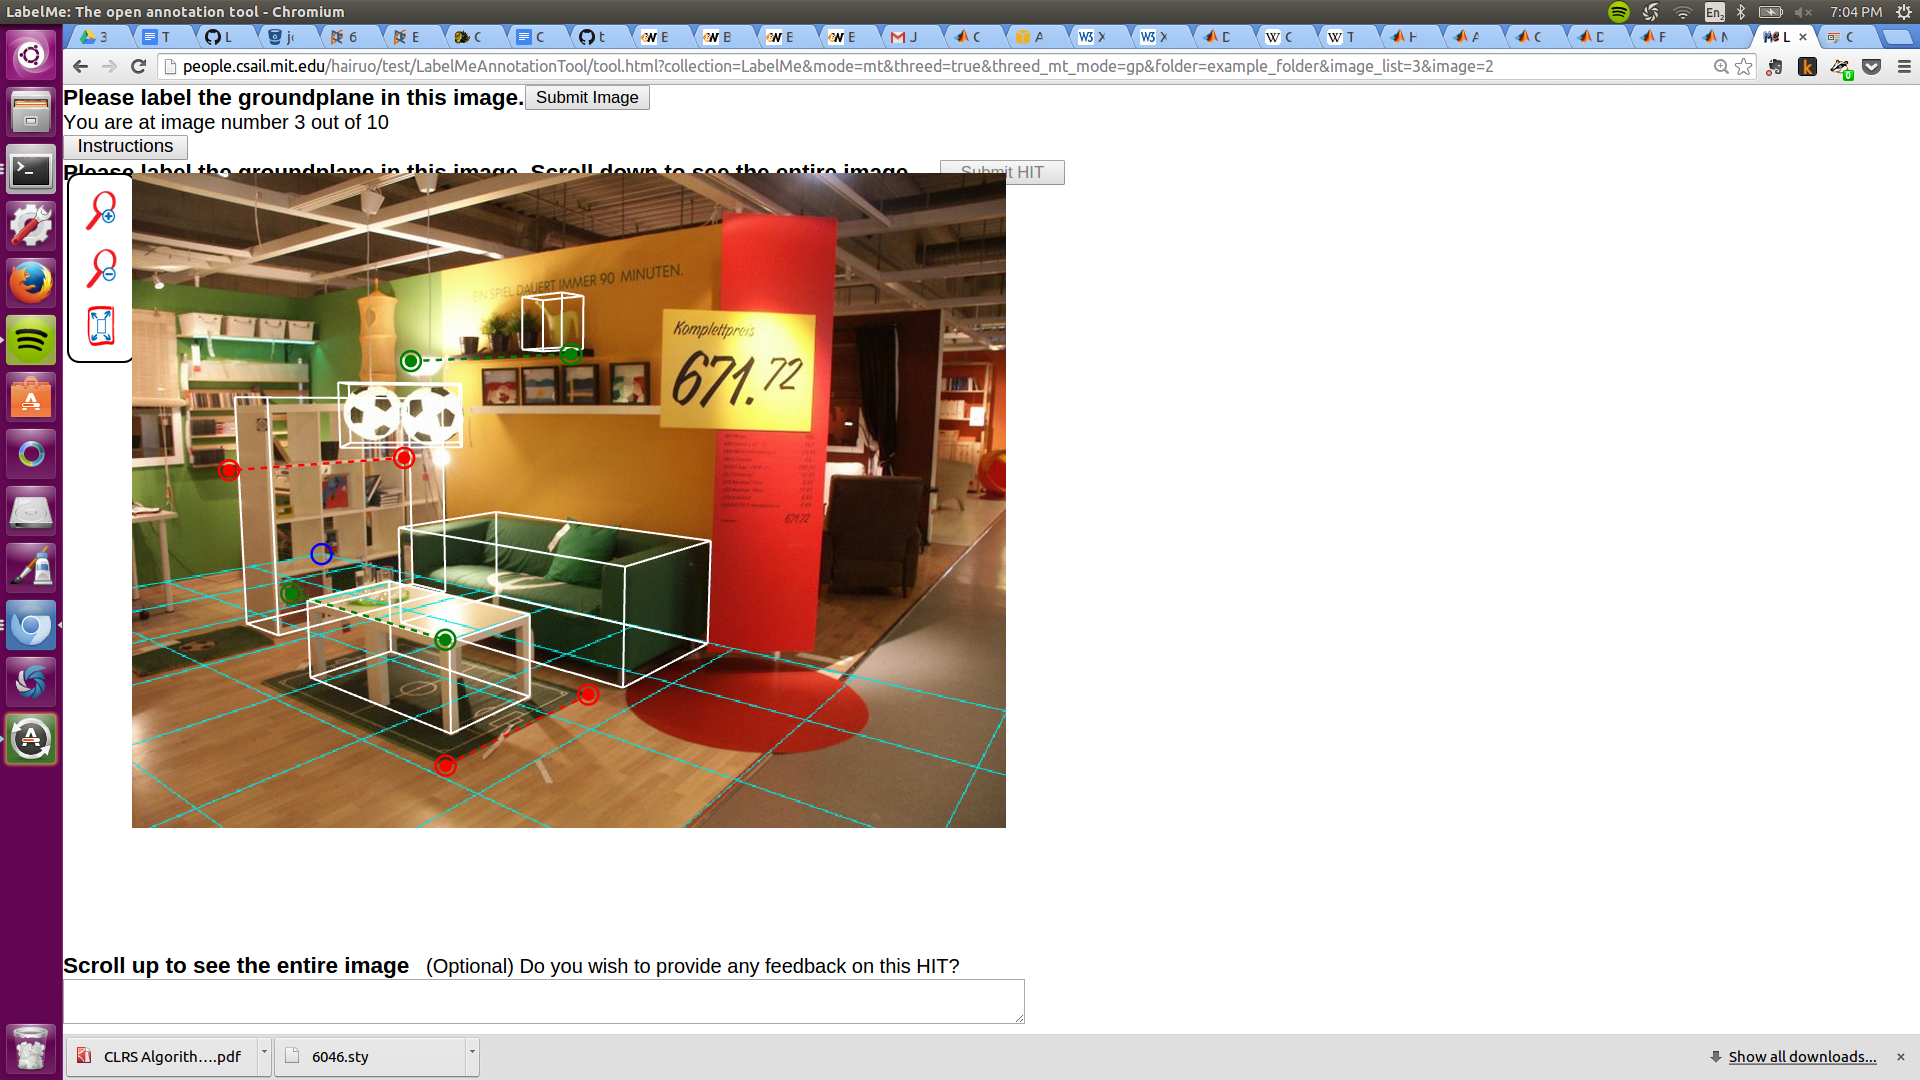 LabelMe: The open annotation tool - Chromium
En 7:04 PM
3 T L 6 E C C t E B E E J C A X X D C T H A C D F L C
people.csail.mit.edu/hairuo/test/LabelMeAnnotationTool/tool.html?collection=LabelMe&mode=mt&threed=true&threed_mt_mode=gp&folder=example_folder&image_list=3&image=2
Please label the groundplane in this image. Submit Image
You are at image number 3 out of 10
Instructions
Please label the groundplane in this image. Scroll down to see the entire image. Submit HIT
EIN SPIEL DAUERT IMMER 90 MINUTEN.
Komplettpreis
671.72
671.72
Scroll up to see the entire image (Optional) Do you wish to provide any feedback on this HIT?
CLRS Algorith....pdf 6046.sty Show all downloads...